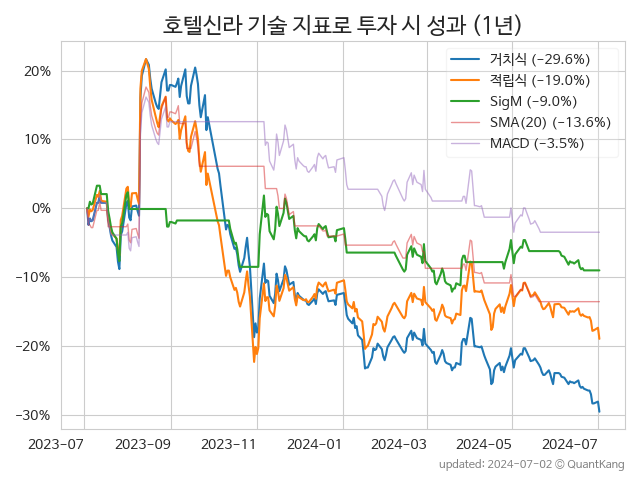 호텔신라 기술 지표로 투자 시 성과 (1년)
거치식 (−29.6%)
적립식 (−19.0%)
SigM (−9.0%)
SMA(20) (−13.6%)
MACD (−3.5%)
20%
10%
0%
−10%
−20%
−30%
2023-07 2023-09 2023-11 2024-01 2024-03 2024-05 2024-07
updated: 2024-07-02 © QuantKang